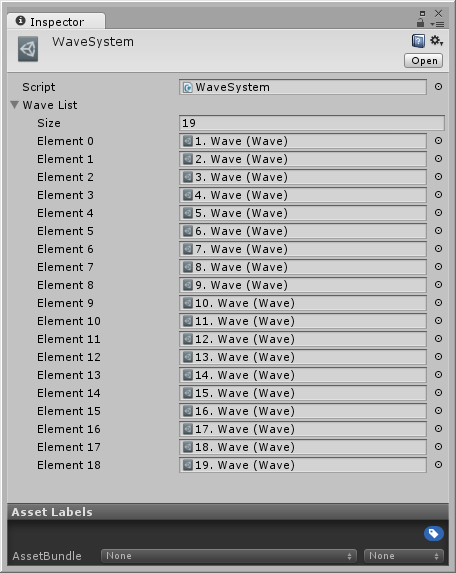 Inspector
WaveSystem
Open
Script WaveSystem
Wave List
Size 19
Element 0 1. Wave (Wave)
Element 1 2. Wave (Wave)
Element 2 3. Wave (Wave)
Element 3 4. Wave (Wave)
Element 4 5. Wave (Wave)
Element 5 6. Wave (Wave)
Element 6 7. Wave (Wave)
Element 7 8. Wave (Wave)
Element 8 9. Wave (Wave)
Element 9 10. Wave (Wave)
Element 10 11. Wave (Wave)
Element 11 12. Wave (Wave)
Element 12 13. Wave (Wave)
Element 13 14. Wave (Wave)
Element 14 15. Wave (Wave)
Element 15 16. Wave (Wave)
Element 16 17. Wave (Wave)
Element 17 18. Wave (Wave)
Element 18 19. Wave (Wave)
Asset Labels
AssetBundle None None